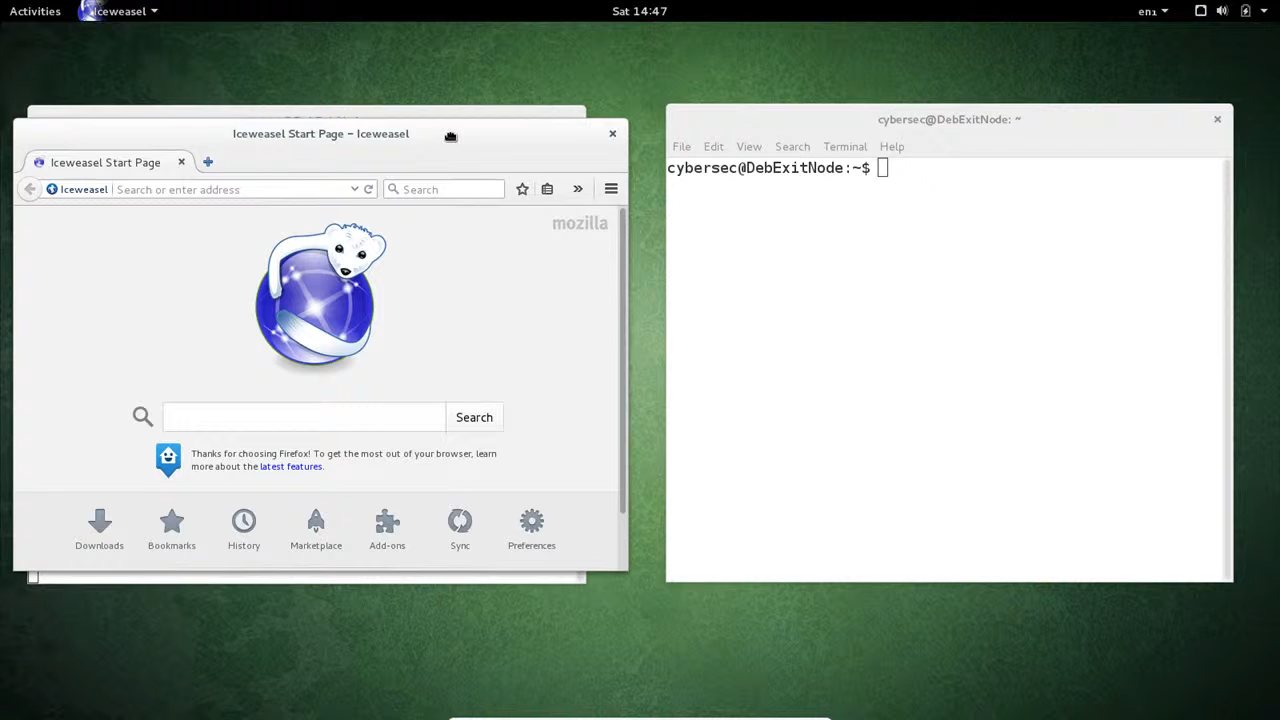 Activities Iceweasel Sat 14:47 en1
Iceweasel Start Page – Iceweasel
Iceweasel Start Page
Iceweasel Search or enter address Search
mozilla
Search
Thanks for choosing Firefox! To get the most out of your browser, learn
more about the latest features.
Downloads Bookmarks History Marketplace Add-ons Sync Preferences
cybersec@DebExitNode: ~
File Edit View Search Terminal Help
cybersec@DebExitNode:~$